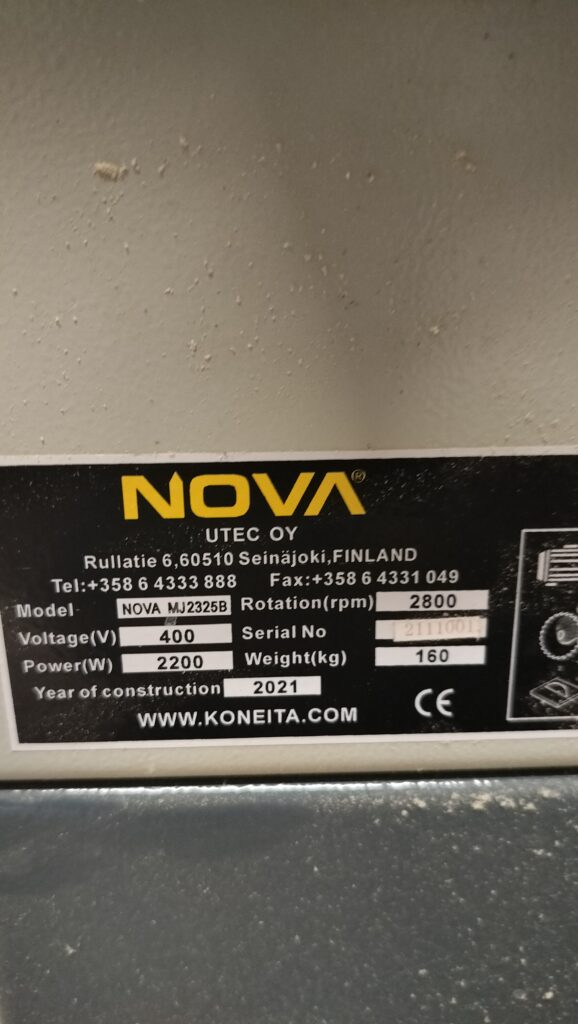 NOVA®
UTEC OY
Rullatie 6,60510 Seinäjoki,FINLAND
Tel:+358 6 4333 888 Fax:+358 6 4331 049
Model NOVA MJ2325B Rotation(rpm) 2800
Voltage(V) 400 Serial No 2111001
Power(W) 2200 Weight(kg) 160
Year of construction 2021 CE
WWW.KONEITA.COM